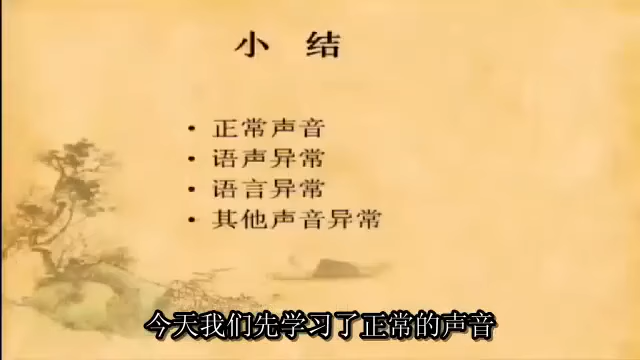 小 结
• 正常声音
• 语声异常
• 语言异常
• 其他声音异常
今天我们先学习了正常的声音